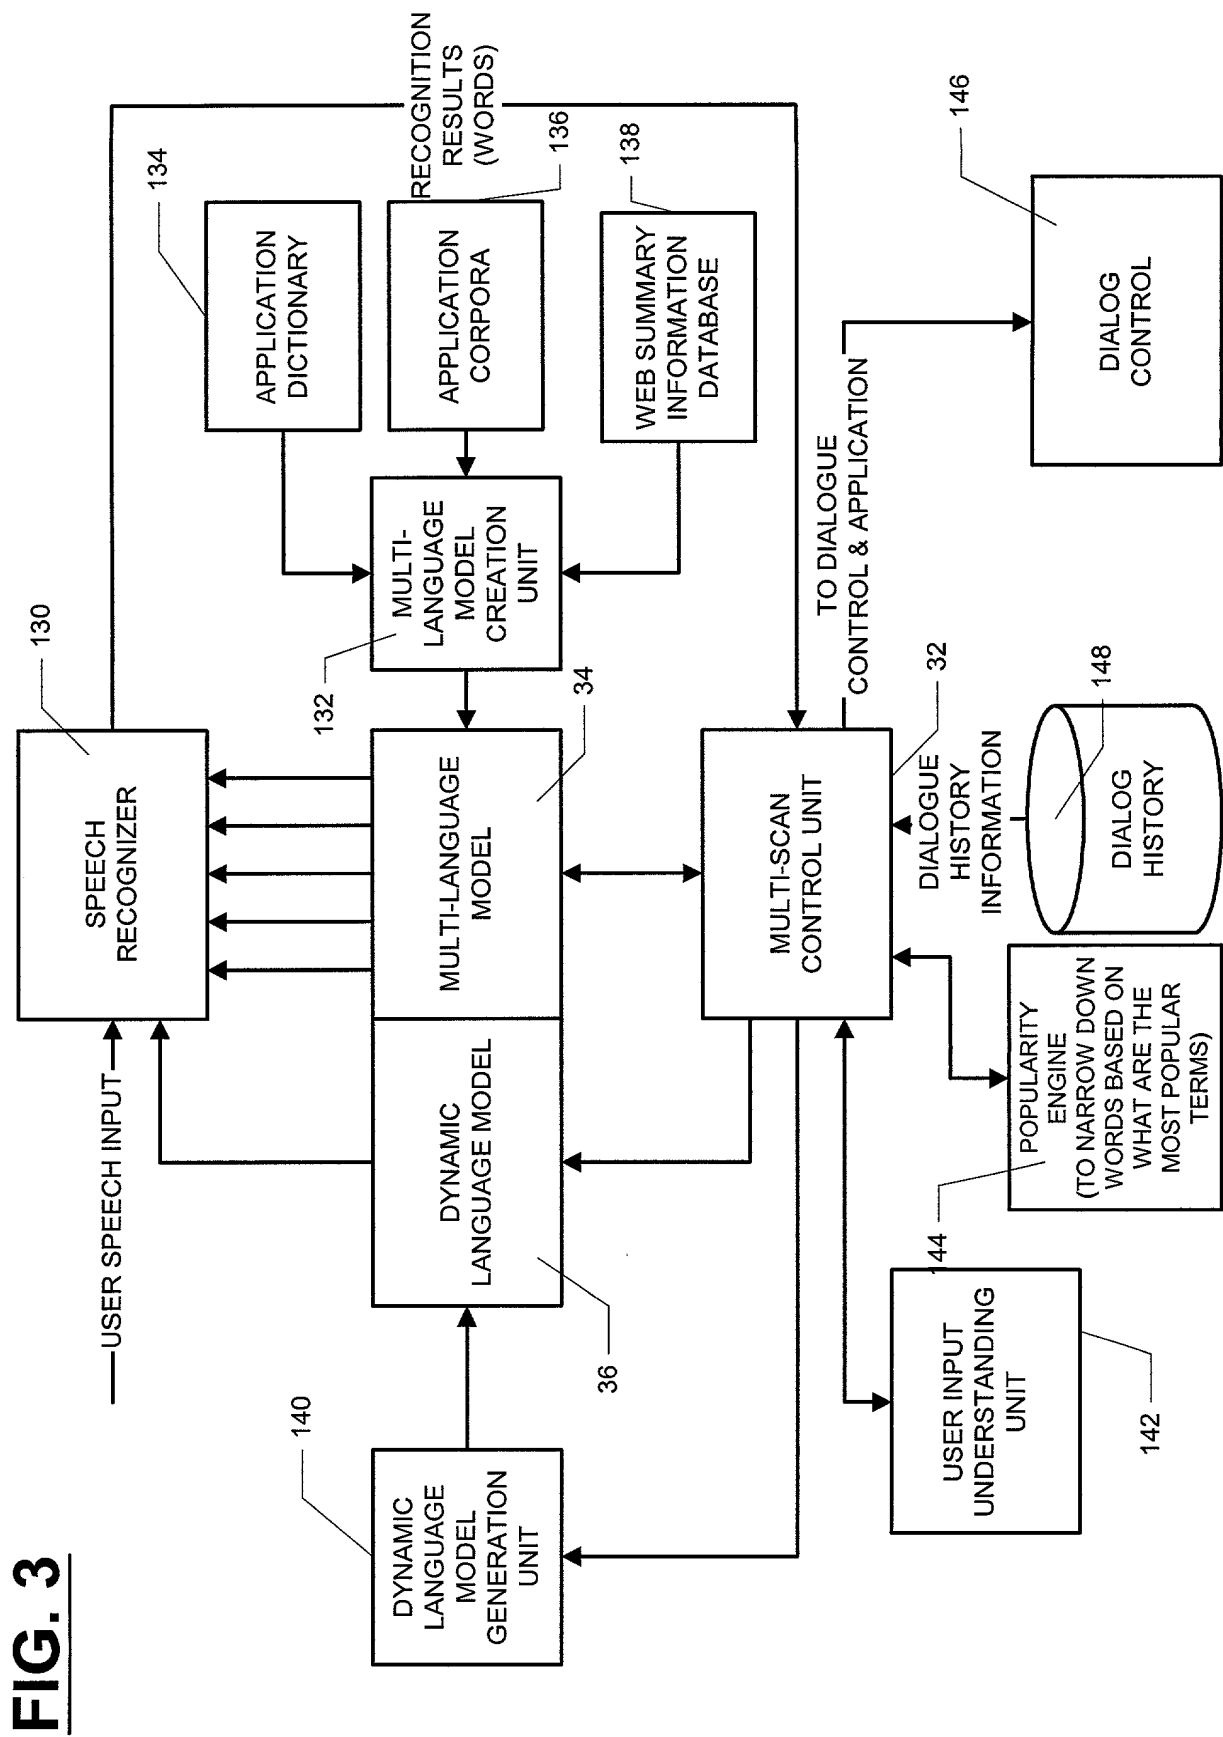 FIG. 3
USER SPEECH INPUT
SPEECH
RECOGNIZER
130
RECOGNITION
RESULTS
(WORDS)
134
APPLICATION
DICTIONARY
136
APPLICATION
CORPORA
138
WEB SUMMARY
INFORMATION
DATABASE
132
MULTI-
LANGUAGE
MODEL
CREATION
UNIT
34
MULTI-LANGUAGE
MODEL
DYNAMIC
LANGUAGE MODEL
36
140
DYNAMIC
LANGUAGE
MODEL
GENERATION
UNIT
MULTI-SCAN
CONTROL UNIT
32
TO DIALOGUE
CONTROL & APPLICATION
146
DIALOG
CONTROL
DIALOGUE
HISTORY
INFORMATION
148
DIALOG
HISTORY
POPULARITY
ENGINE
(TO NARROW DOWN
WORDS BASED ON
WHAT ARE THE
MOST POPULAR
TERMS)
144
USER INPUT
UNDERSTANDING
UNIT
142